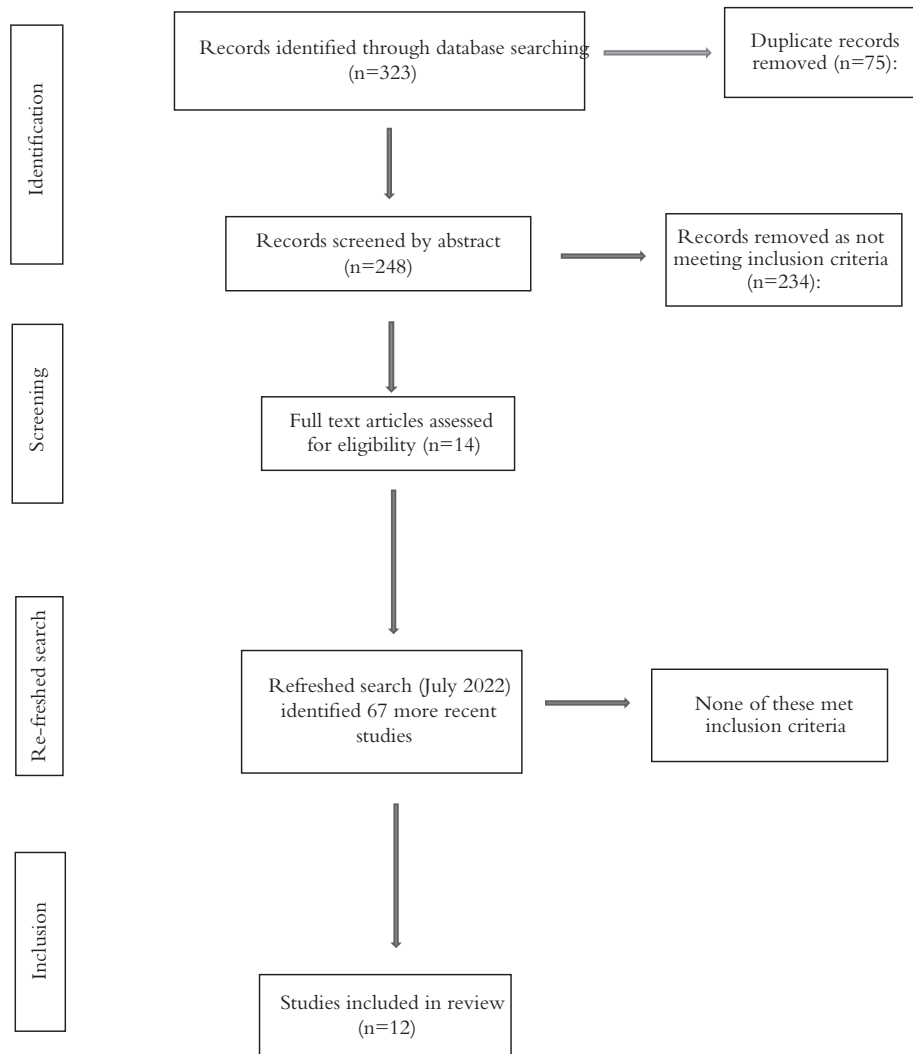 Identification
Records identified through database searching
(n=323)
Duplicate records
removed (n=75):
Records screened by abstract
(n=248)
Records removed as not
meeting inclusion criteria
(n=234):
Screening
Full text articles assessed
for eligibility (n=14)
Re-freshed search
Refreshed search (July 2022)
identified 67 more recent
studies
None of these met
inclusion criteria
Inclusion
Studies included in review
(n=12)